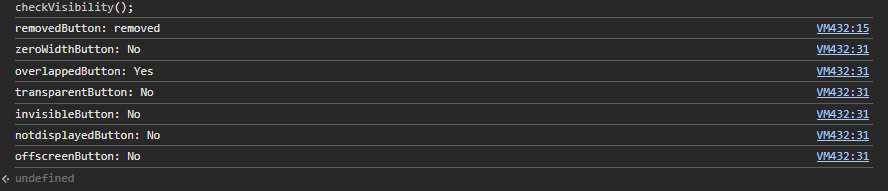 checkVisibility();
removedButton: removed VM432:15
zeroWidthButton: No VM432:31
overlappedButton: Yes VM432:31
transparentButton: No VM432:31
invisibleButton: No VM432:31
notdisplayedButton: No VM432:31
offscreenButton: No VM432:31
undefined